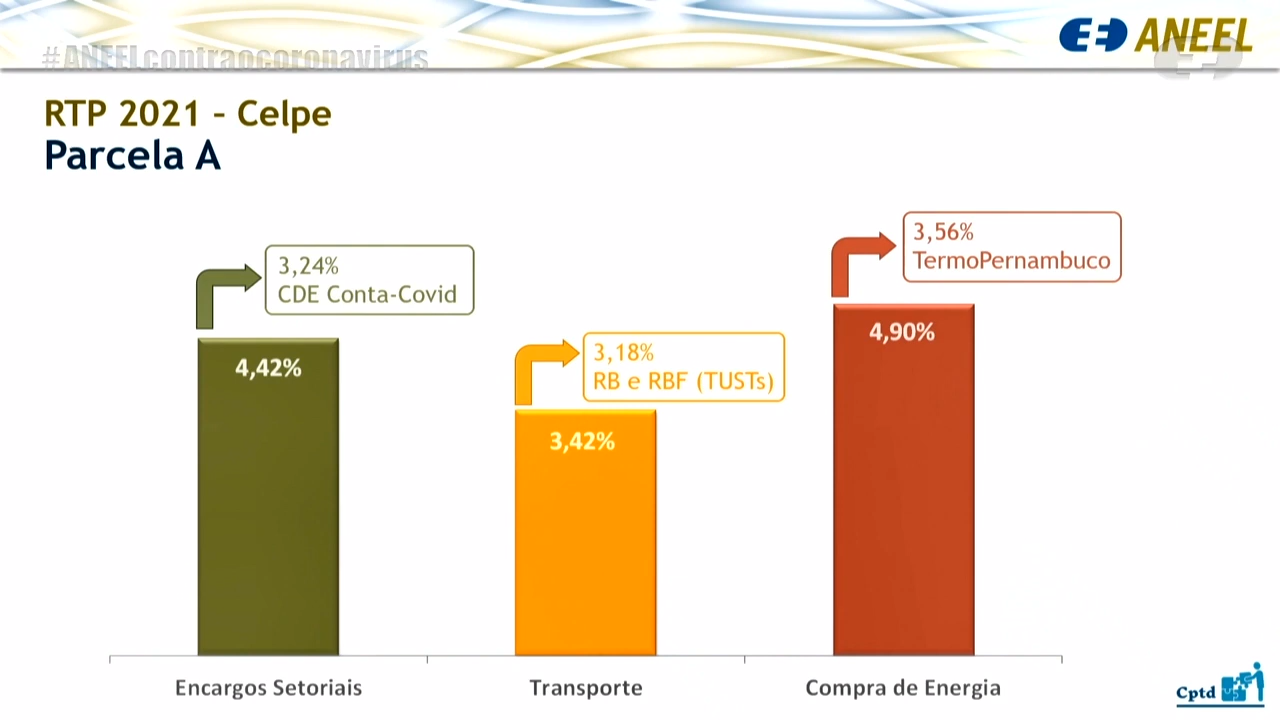 #ANEELcontraocoronavirus
ANEEL
RTP 2021 – Celpe
Parcela A
3,24%
CDE Conta-Covid
4,42%
3,18%
RB e RBF (TUSTs)
3,42%
3,56%
TermoPernambuco
4,90%
Encargos Setoriais
Transporte
Compra de Energia
Cptd